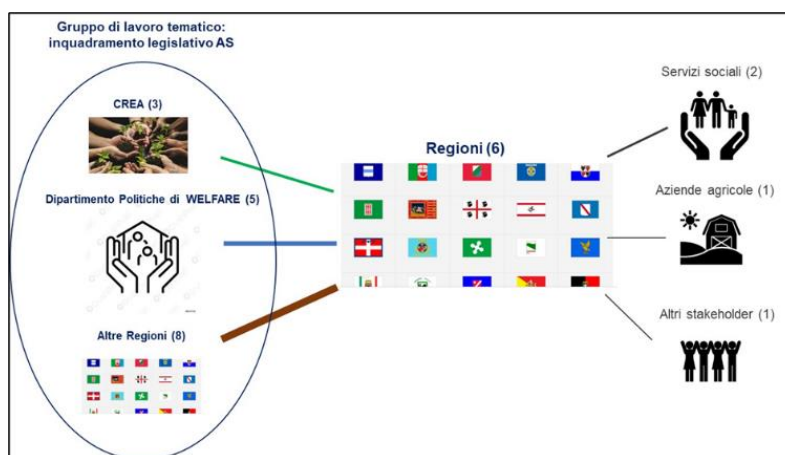 Gruppo di lavoro tematico:
inquadramento legislativo AS
CREA (3)
Dipartimento Politiche di WELFARE (5)
Altre Regioni (8)
Regioni (6)
Servizi sociali (2)
Aziende agricole (1)
Altri stakeholder (1)